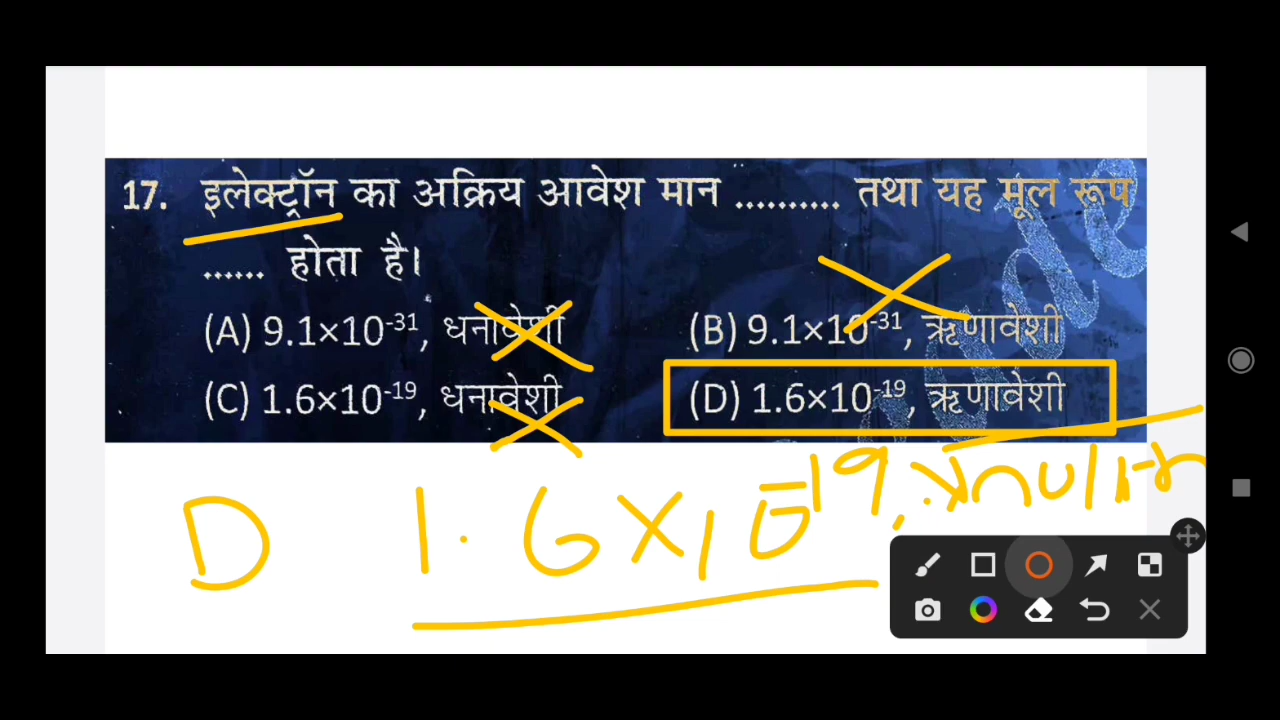 17. इलेक्ट्रॉन का अक्रिय आवेश मान .......... तथा यह मूल रूप
...... होता है।
(A) 9.1×10⁻³¹, धनावेशी (B) 9.1×10⁻³¹, ऋणावेशी
(C) 1.6×10⁻¹⁹, धनावेशी (D) 1.6×10⁻¹⁹, ऋणावेशी
D 1.6×10⁻¹⁹,